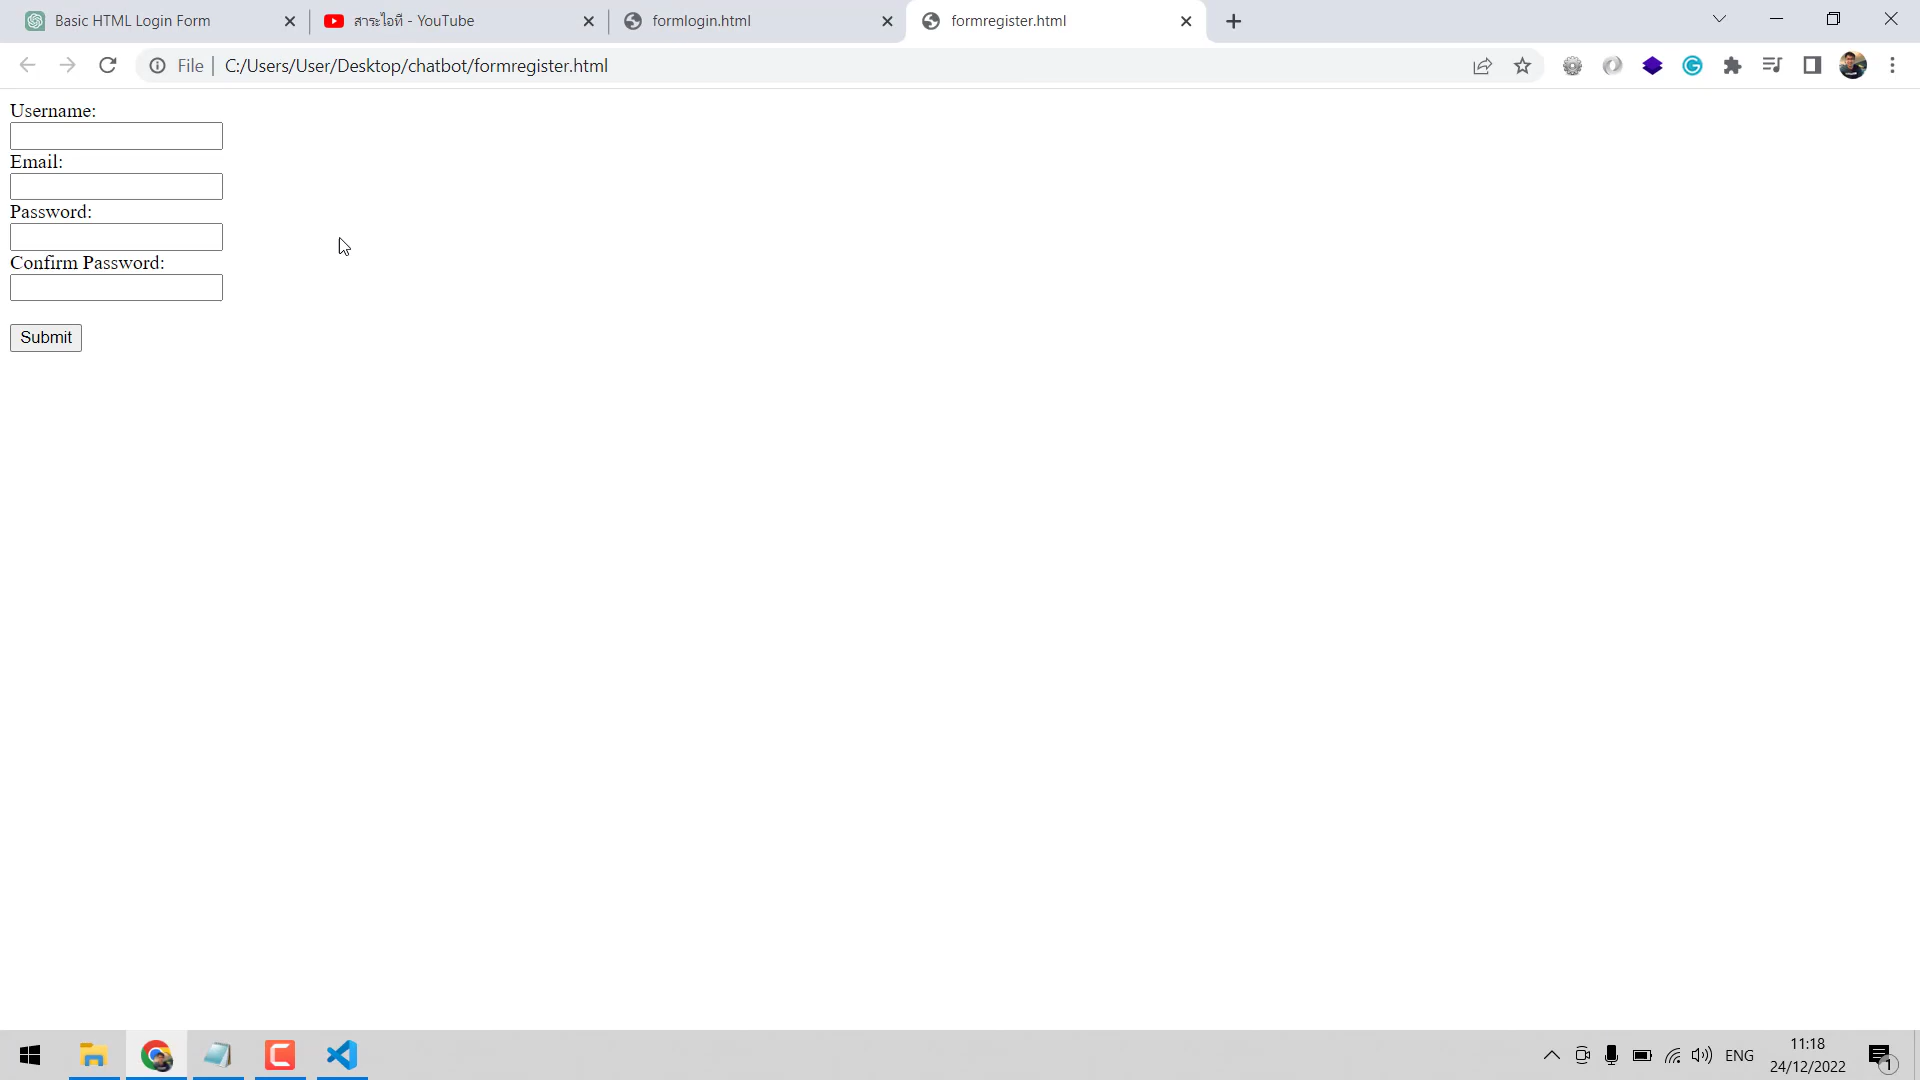 Basic HTML Login Form
สาระไอที - YouTube
formlogin.html
formregister.html
File
C:/Users/User/Desktop/chatbot/formregister.html
Username:
Email:
Password:
Confirm Password:
Submit
ENG
11:18
24/12/2022
1